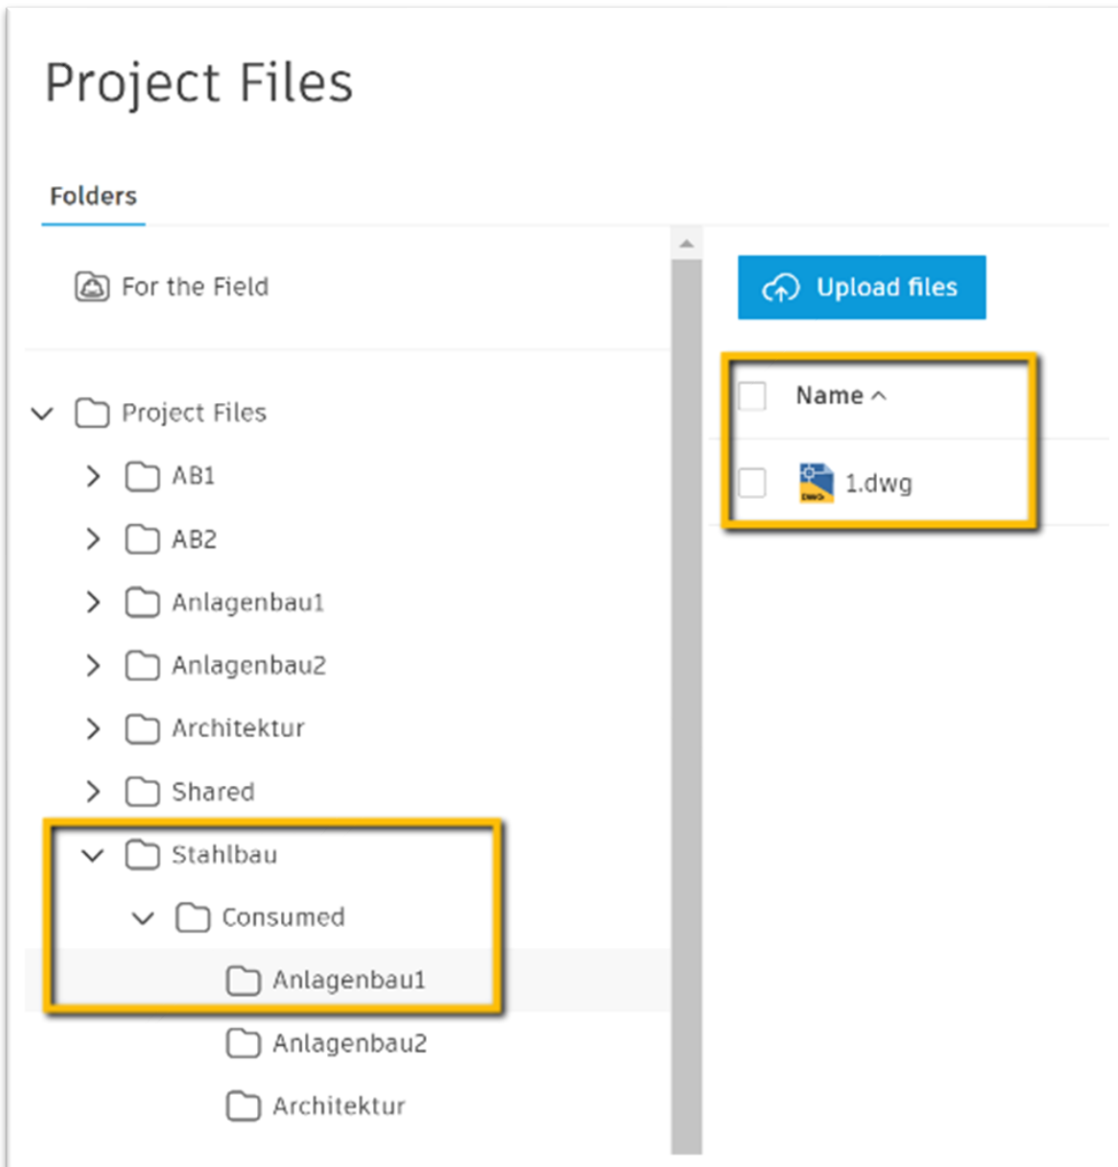 Project Files
Folders
For the Field
Project Files
AB1
AB2
Anlagenbau1
Anlagenbau2
Architektur
Shared
Stahlbau
Consumed
Anlagenbau1
Anlagenbau2
Architektur
Upload files
Name
DWG
1.dwg